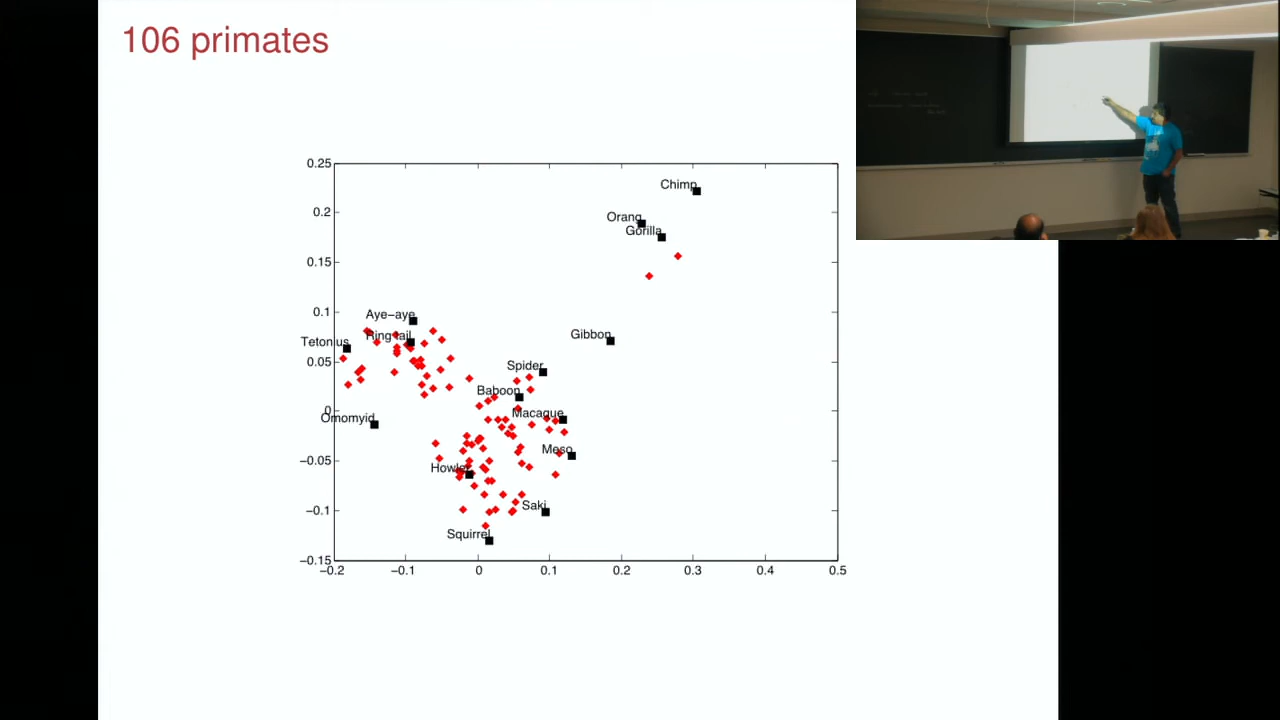 106 primates
0.25
Chimp
0.2
Orang
Gorilla
0.15
0.1
Aye-aye
Ringtail
Tetonius
Gibbon
0.05
Spider
Baboon
0
Omomyid
Macaque
Meso
−0.05
Howler
−0.1
Saki
Squirrel
−0.15
−0.2 −0.1 0 0.1 0.2 0.3 0.4 0.5